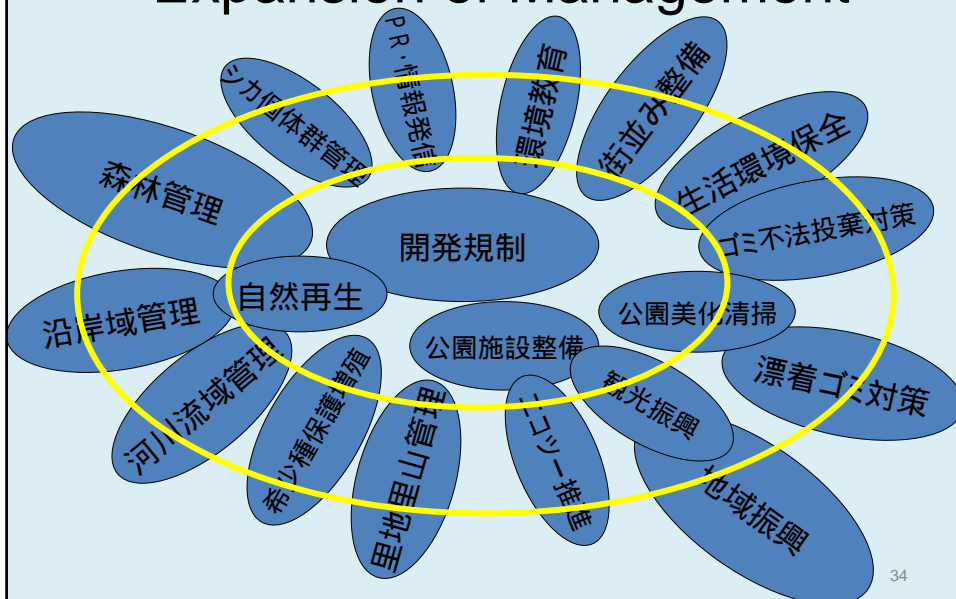 Expansion of Management
PR・情報発信
シカ個体群管理
環境教育
街並み整備
生活環境保全
森林管理
ゴミ不法投棄対策
開発規制
自然再生
沿岸域管理
公園美化清掃
公園施設整備
漂着ゴミ対策
河川流域管理
希少種保護増殖
観光振興
里地里山管理
エコツー推進
地域振興
34